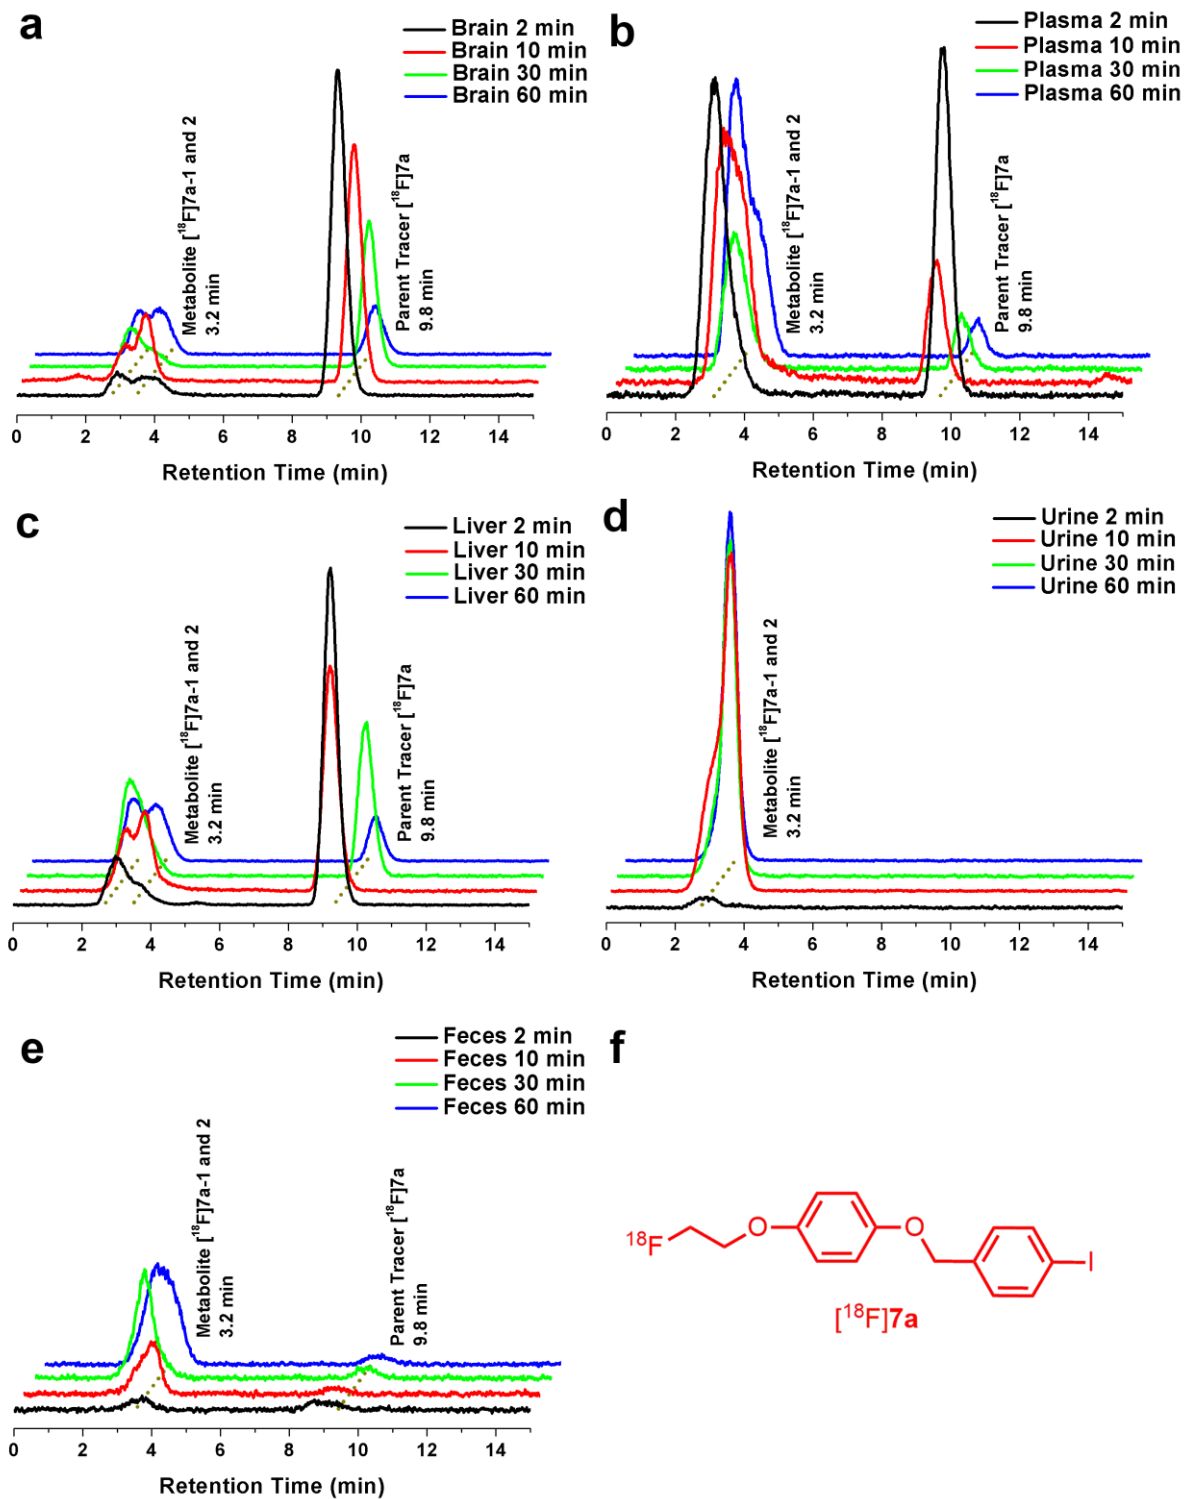 a
Brain 2 min
Brain 10 min
Brain 30 min
Brain 60 min
Metabolite [¹⁸F]7a-1 and 2
3.2 min
Parent Tracer [¹⁸F]7a
9.8 min
0 2 4 6 8 10 12 14
Retention Time (min)
b
Plasma 2 min
Plasma 10 min
Plasma 30 min
Plasma 60 min
Metabolite [¹⁸F]7a-1 and 2
3.2 min
Parent Tracer [¹⁸F]7a
9.8 min
0 2 4 6 8 10 12 14
Retention Time (min)
c
Liver 2 min
Liver 10 min
Liver 30 min
Liver 60 min
Metabolite [¹⁸F]7a-1 and 2
3.2 min
Parent Tracer [¹⁸F]7a
9.8 min
0 2 4 6 8 10 12 14
Retention Time (min)
d
Urine 2 min
Urine 10 min
Urine 30 min
Urine 60 min
Metabolite [¹⁸F]7a-1 and 2
3.2 min
0 2 4 6 8 10 12 14
Retention Time (min)
e
Feces 2 min
Feces 10 min
Feces 30 min
Feces 60 min
Metabolite [¹⁸F]7a-1 and 2
3.2 min
Parent Tracer [¹⁸F]7a
9.8 min
0 2 4 6 8 10 12 14
Retention Time (min)
f
¹⁸F O O I
[¹⁸F]7a